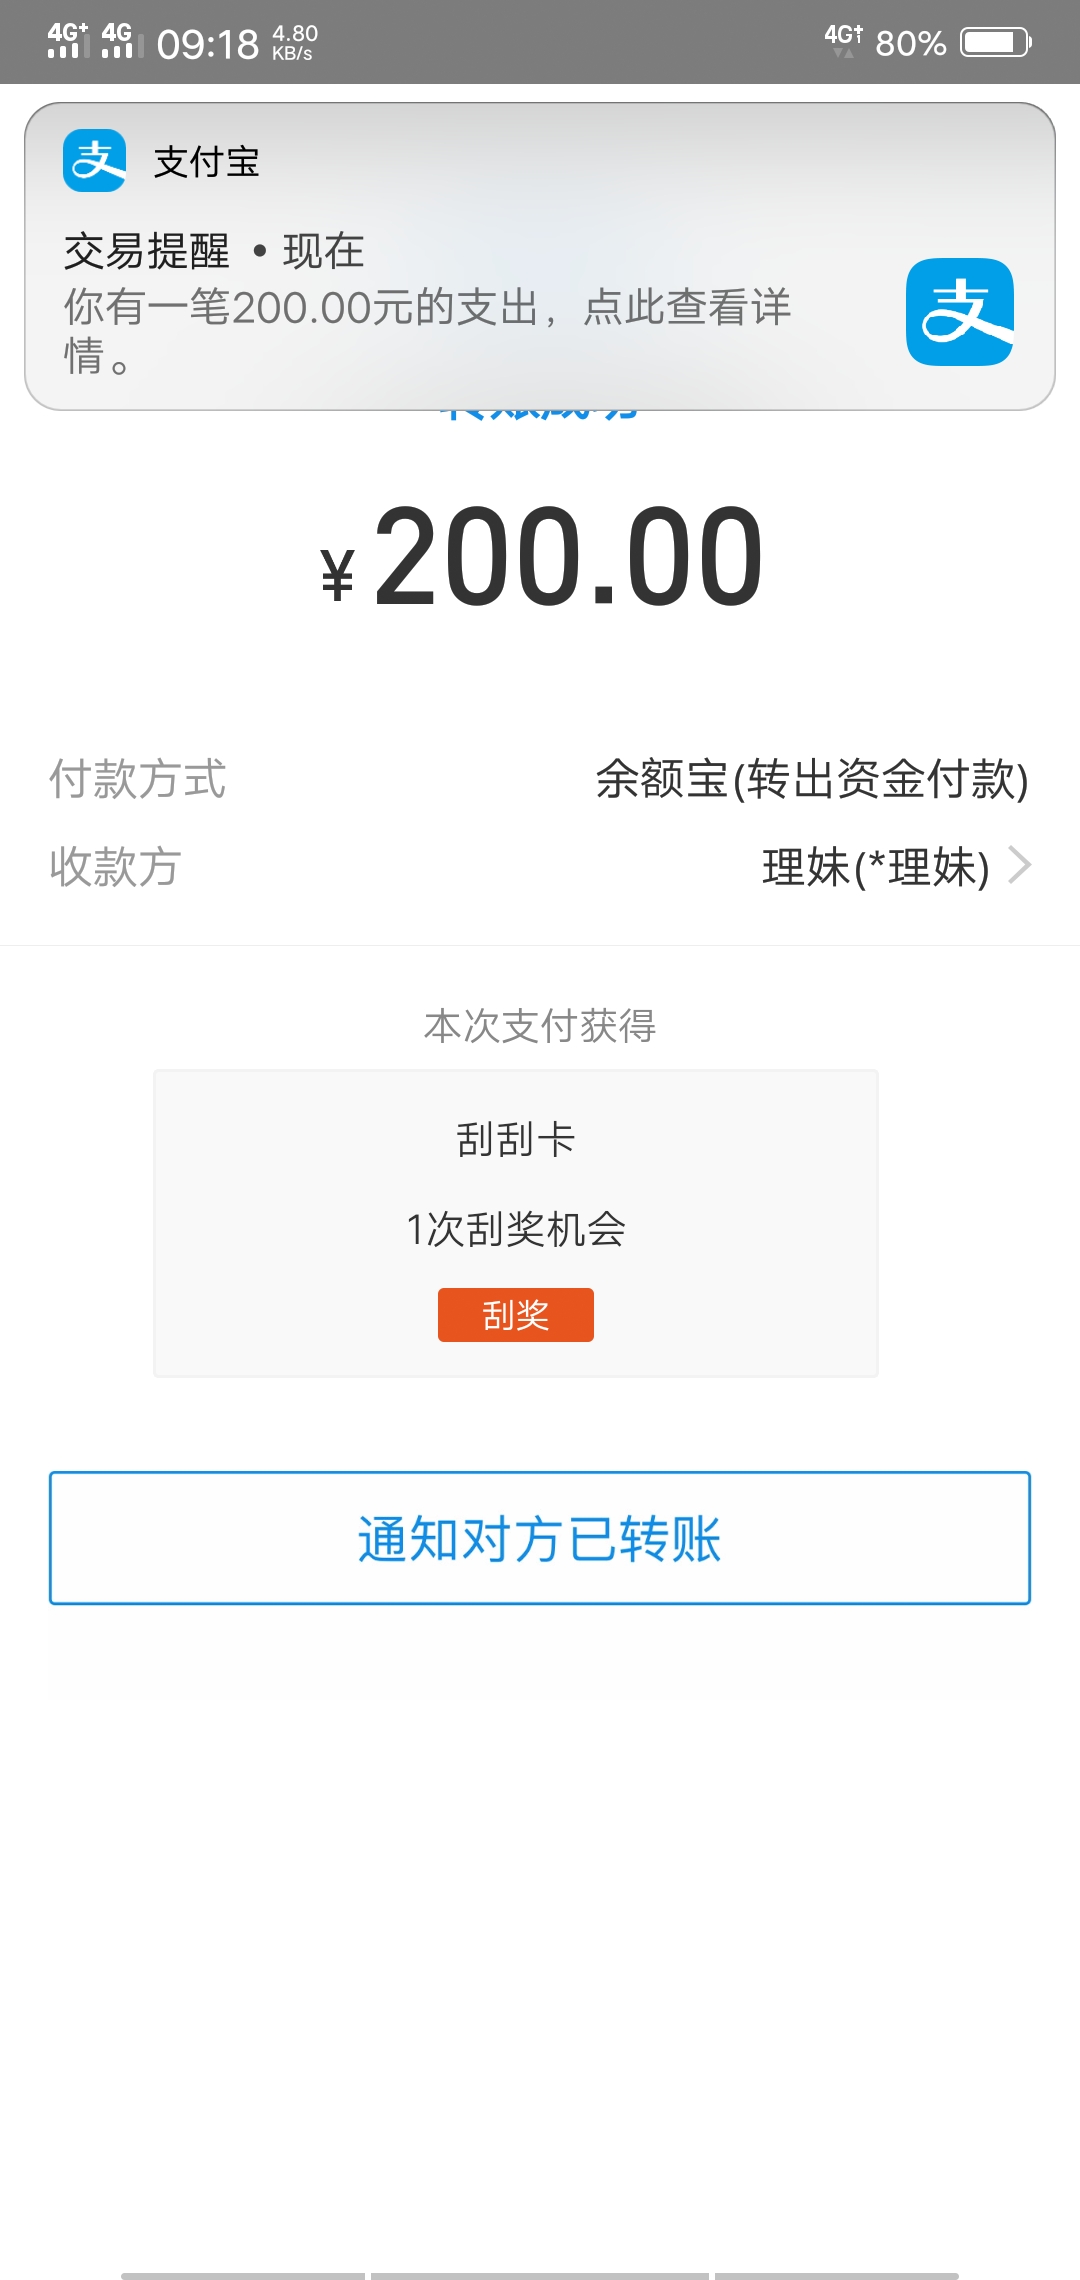 4G+ 4G 09:18 4.80 KB/s 4G+ 80%
支付宝
交易提醒 • 现在
你有一笔200.00元的支出，点此查看详
情。
¥200.00
付款方式 余额宝(转出资金付款)
收款方 理妹(*理妹)
本次支付获得
刮刮卡
1次刮奖机会
刮奖
通知对方已转账